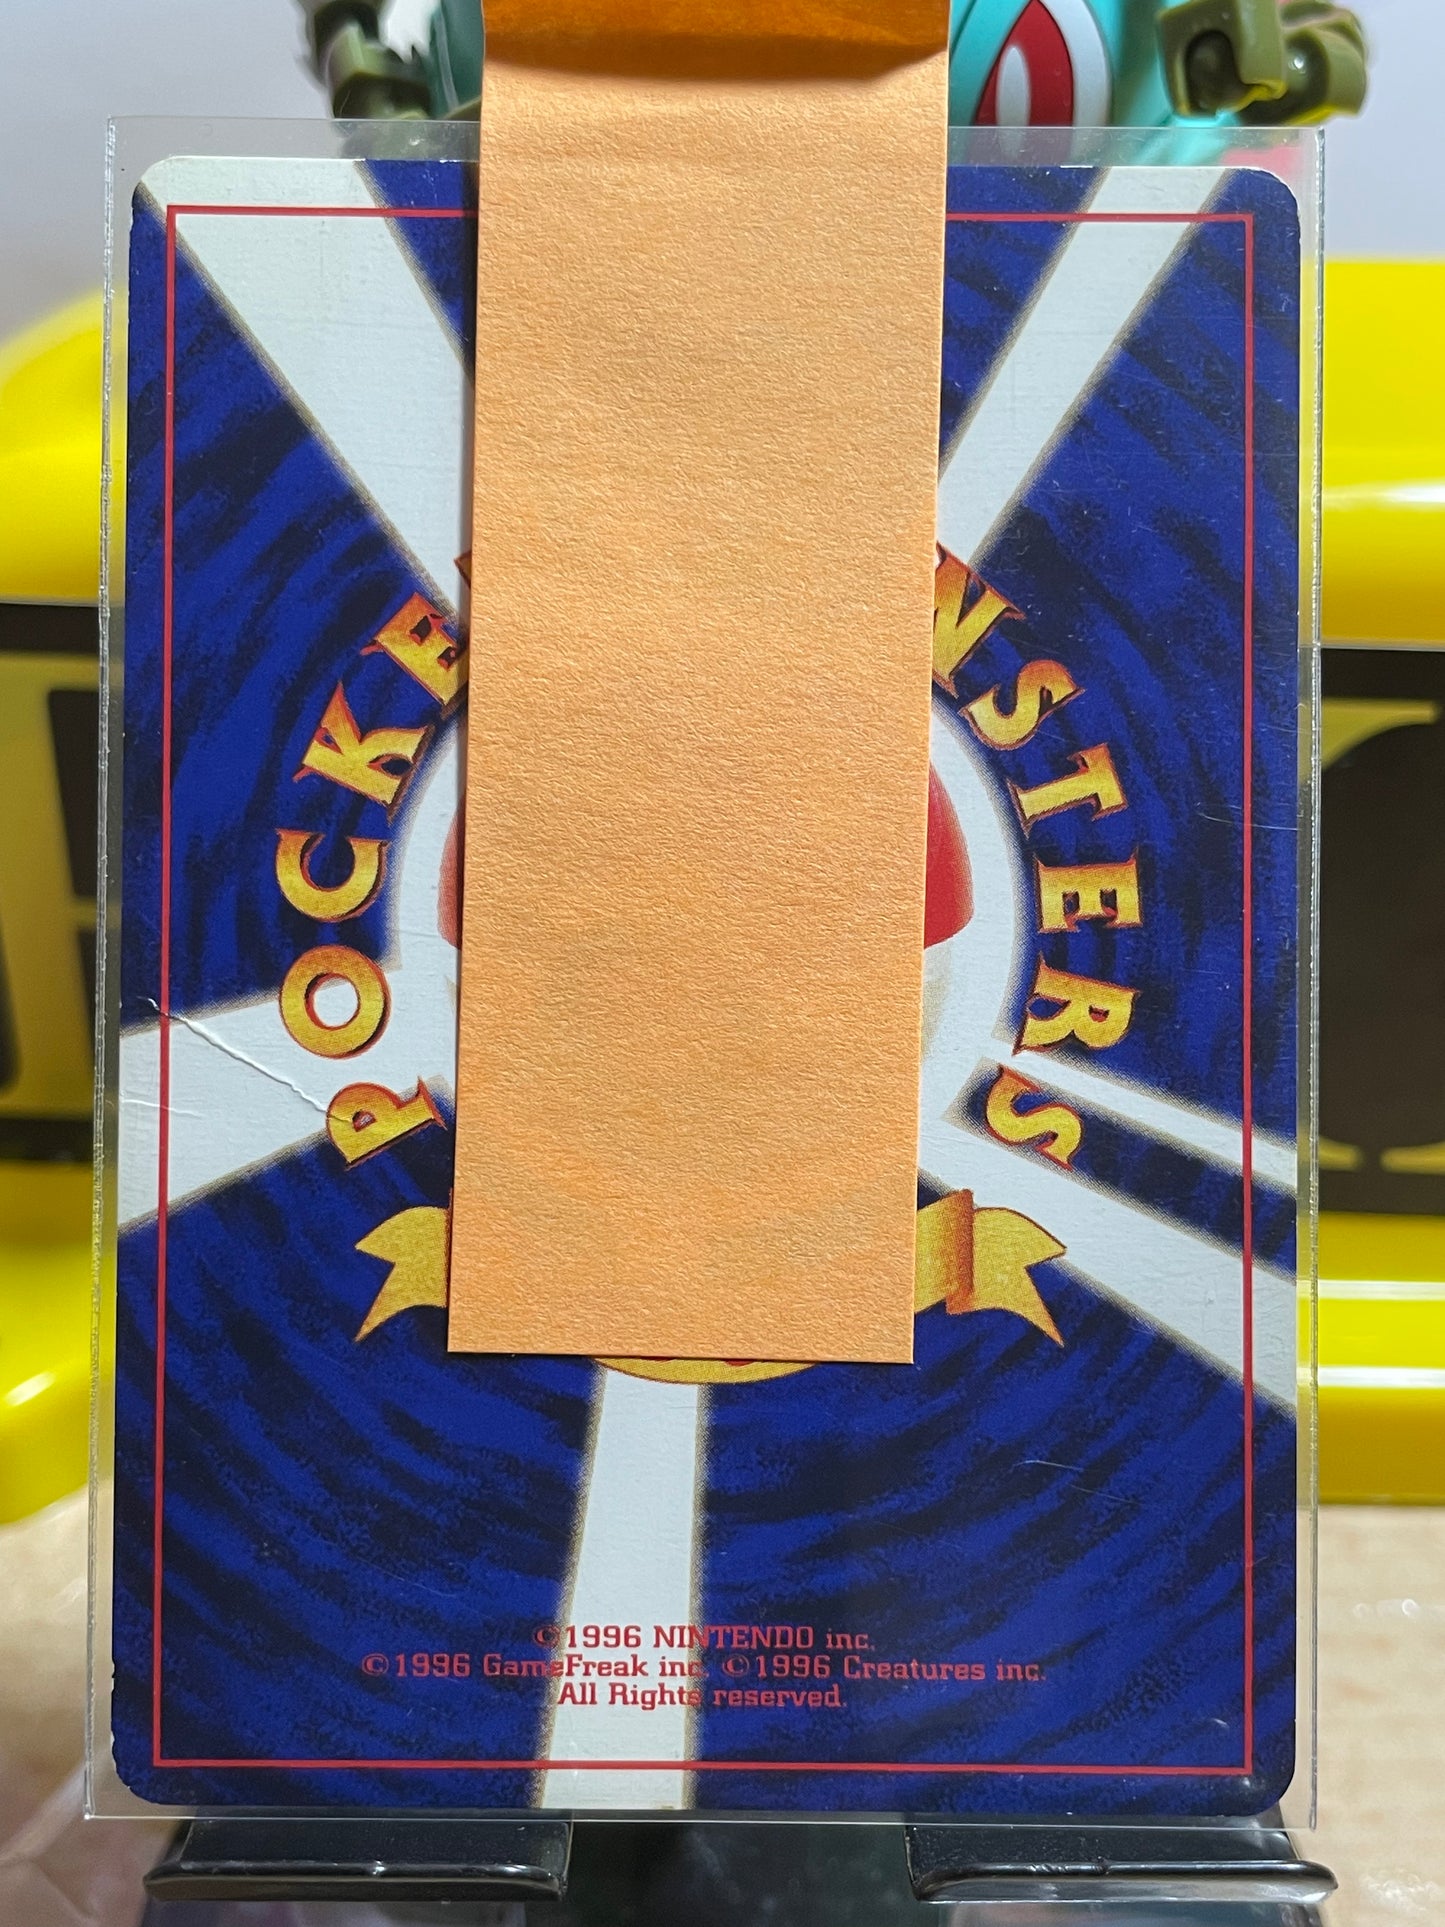 POCKE
NSTERS
©1996 NINTENDO inc.
©1996 GameFreak inc. ©1996 Creatures inc.
All Rights reserved.